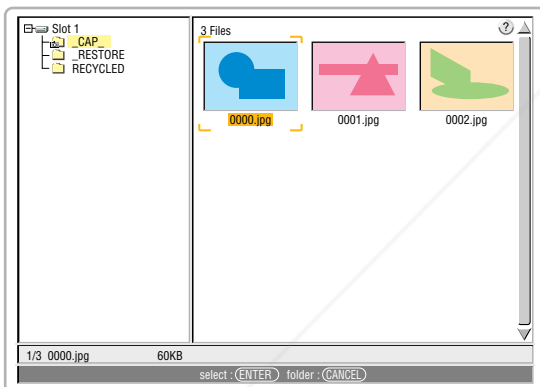 Slot 1
_CAP_
_RESTORE
RECYCLED
3 Files
?
0000.jpg
0001.jpg
0002.jpg
1/3 0000.jpg 60KB
select : ENTER folder : CANCEL